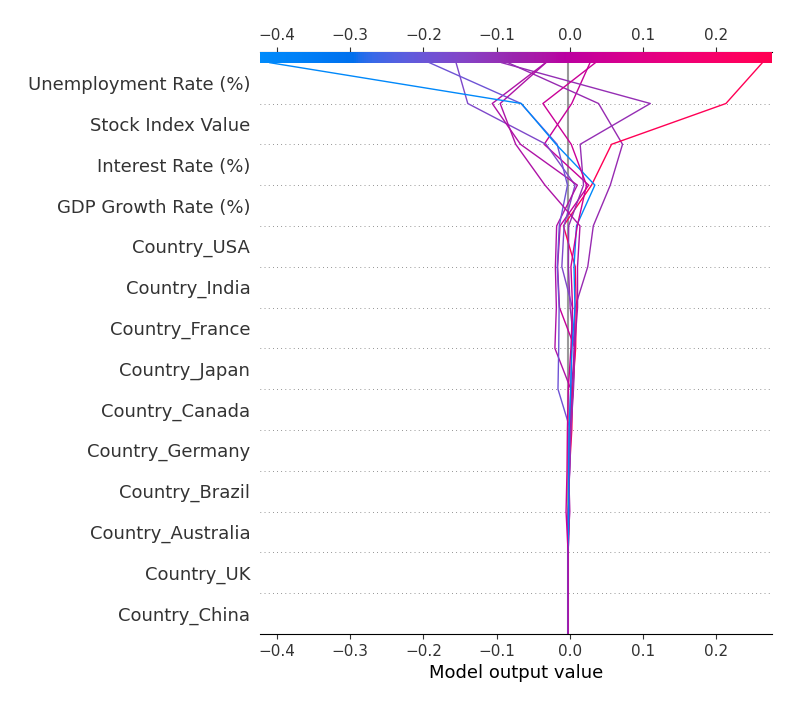 −0.4 −0.3 −0.2 −0.1 0.0 0.1 0.2
Unemployment Rate (%)
Stock Index Value
Interest Rate (%)
GDP Growth Rate (%)
Country_USA
Country_India
Country_France
Country_Japan
Country_Canada
Country_Germany
Country_Brazil
Country_Australia
Country_UK
Country_China
−0.4 −0.3 −0.2 −0.1 0.0 0.1 0.2
Model output value